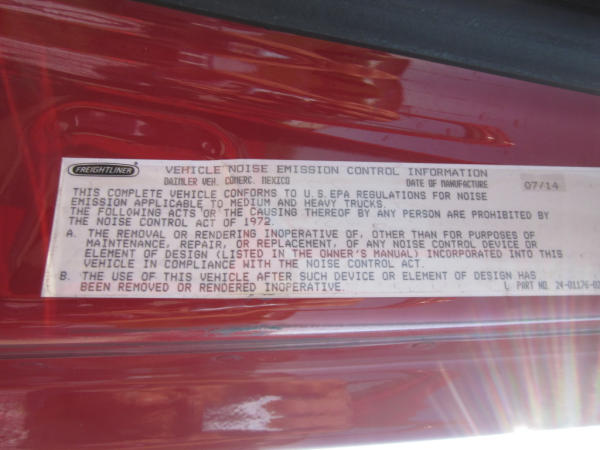 FREIGHTLINER VEHICLE NOISE EMISSION CONTROL INFORMATION
DAIMLER VEH. COMERC. MEXICO DATE OF MANUFACTURE 07/14
THIS COMPLETE VEHICLE CONFORMS TO U.S.EPA REGULATIONS FOR NOISE
EMISSION APPLICABLE TO MEDIUM AND HEAVY TRUCKS.
THE FOLLOWING ACTS OR THE CAUSING THEREOF BY ANY PERSON ARE PROHIBITED BY
THE NOISE CONTROL ACT OF 1972.
A. THE REMOVAL OR RENDERING INOPERATIVE OF, OTHER THAN FOR PURPOSES OF
MAINTENANCE, REPAIR, OR REPLACEMENT, OF ANY NOISE CONTROL DEVICE OR
ELEMENT OF DESIGN (LISTED IN THE OWNER'S MANUAL) INCORPORATED INTO THIS
VEHICLE IN COMPLIANCE WITH THE NOISE CONTROL ACT.
B. THE USE OF THIS VEHICLE AFTER SUCH DEVICE OR ELEMENT OF DESIGN HAS
BEEN REMOVED OR RENDERED INOPERATIVE.
L PART NO. 24-01176-02